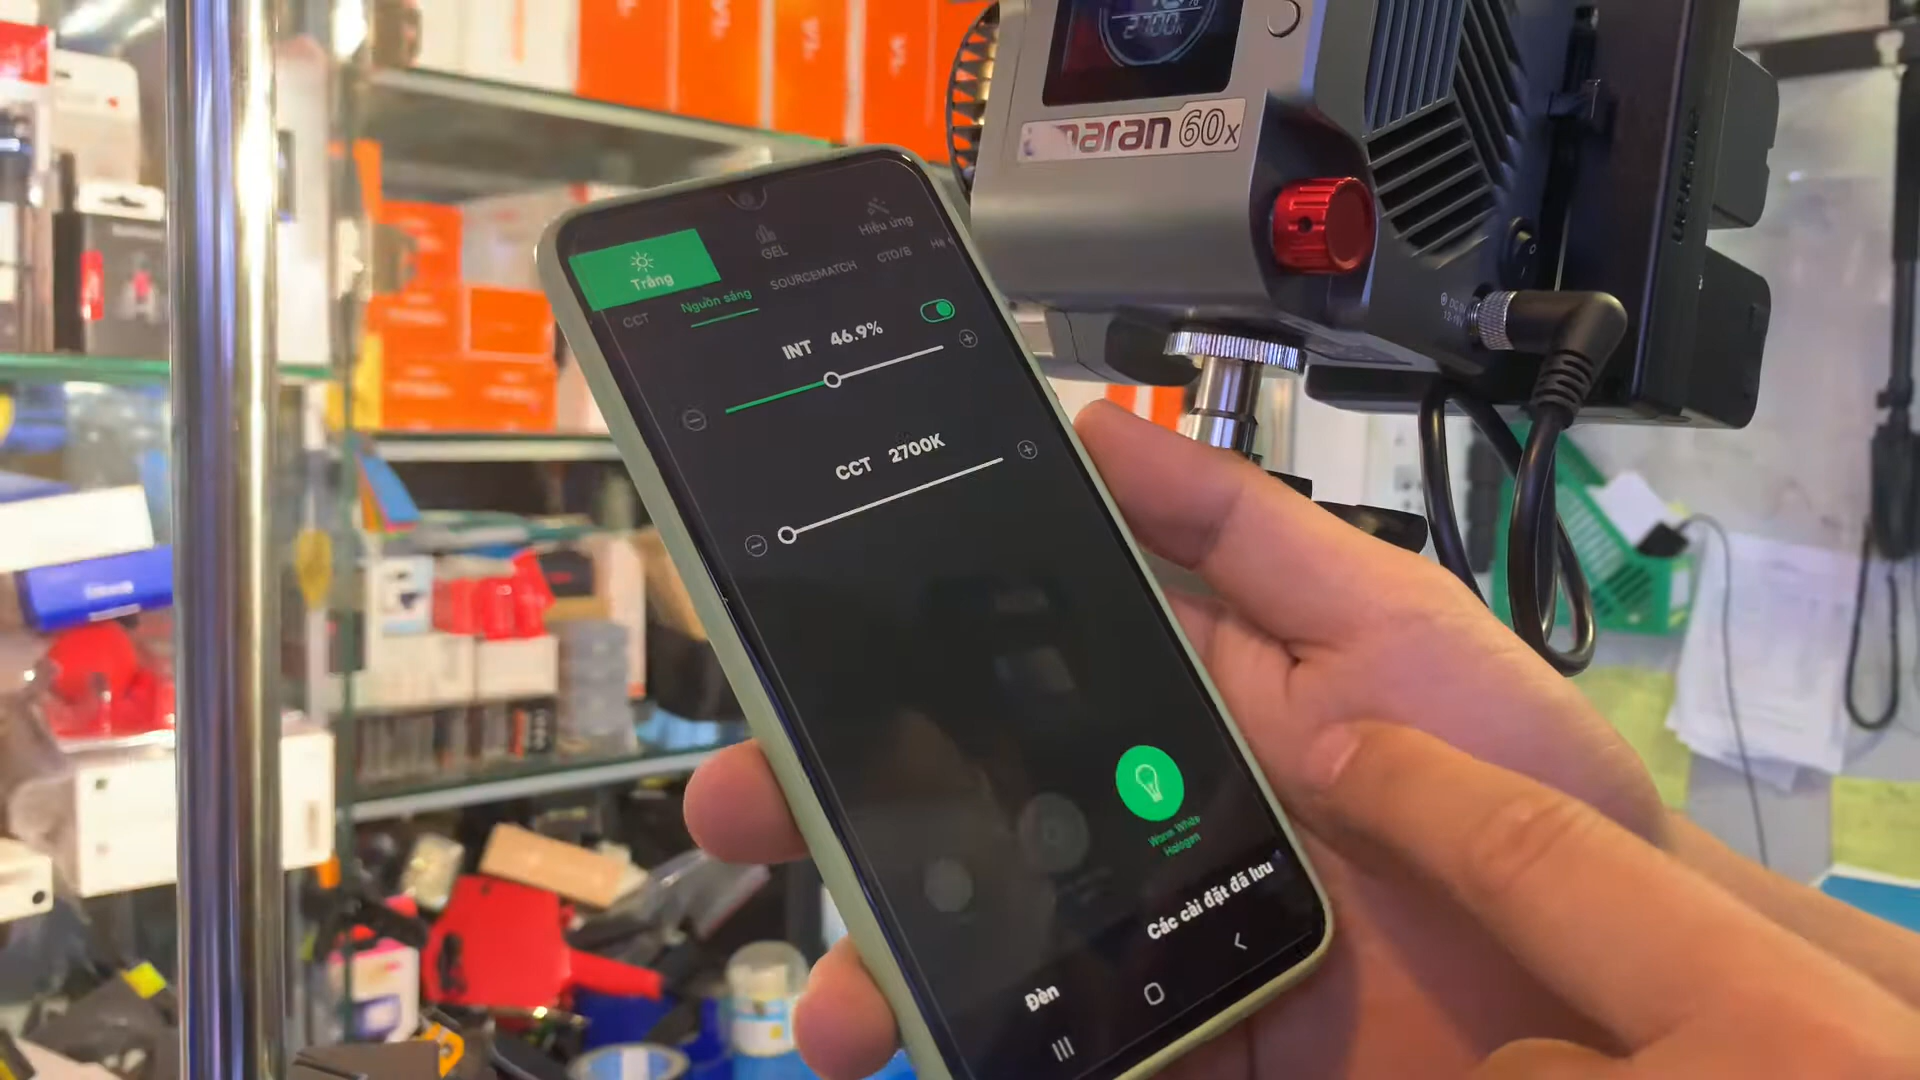 2700K
amaran 60x
Trắng
GEL
Hiệu ứng
CCT
Nguồn sáng
SOURCEMATCH
CTO/B
INT 46.9%
CCT 2700K
Warm White
Halogen
Các cài đặt đã lưu
Đèn